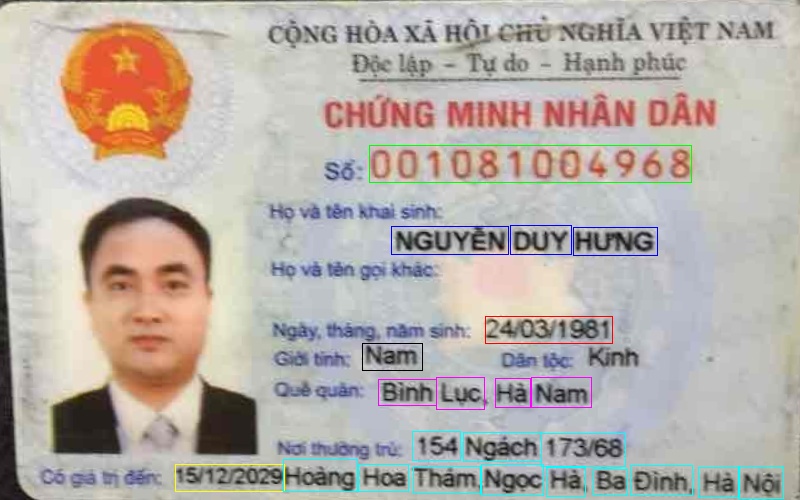 CỘNG HÒA XÃ HỘI CHỦ NGHĨA VIỆT NAM
Độc lập - Tự do - Hạnh phúc
CHỨNG MINH NHÂN DÂN
Số: 001081004968
Họ và tên khai sinh:
NGUYỄN DUY HƯNG
Họ và tên gọi khác:
Ngày, tháng, năm sinh: 24/03/1981
Giới tính: Nam Dân tộc: Kinh
Quê quán: Bình Lục, Hà Nam
Nơi thường trú: 154 Ngách 173/68
Có giá trị đến: 15/12/2029 Hoàng Hoa Thám, Ngọc Hà, Ba Đình, Hà Nội